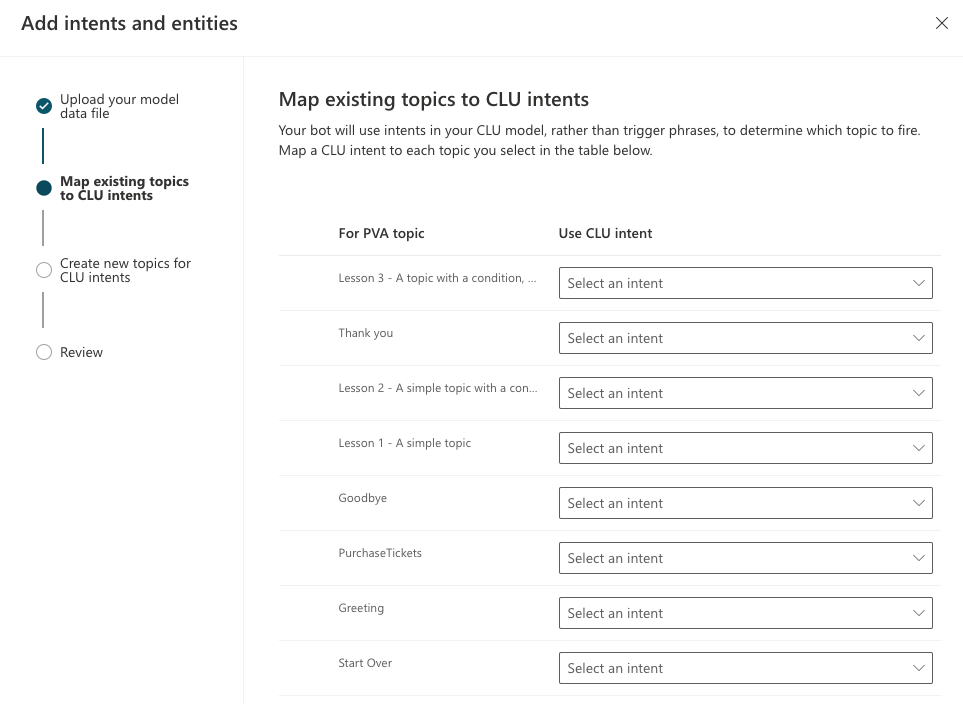 Add intents and entities
Upload your model
data file
Map existing topics
to CLU intents
Create new topics for
CLU intents
Review
Map existing topics to CLU intents
Your bot will use intents in your CLU model, rather than trigger phrases, to determine which topic to fire.
Map a CLU intent to each topic you select in the table below.
For PVA topic Use CLU intent
Lesson 3 - A topic with a condition, ... Select an intent
Thank you Select an intent
Lesson 2 - A simple topic with a con... Select an intent
Lesson 1 - A simple topic Select an intent
Goodbye Select an intent
PurchaseTickets Select an intent
Greeting Select an intent
Start Over Select an intent